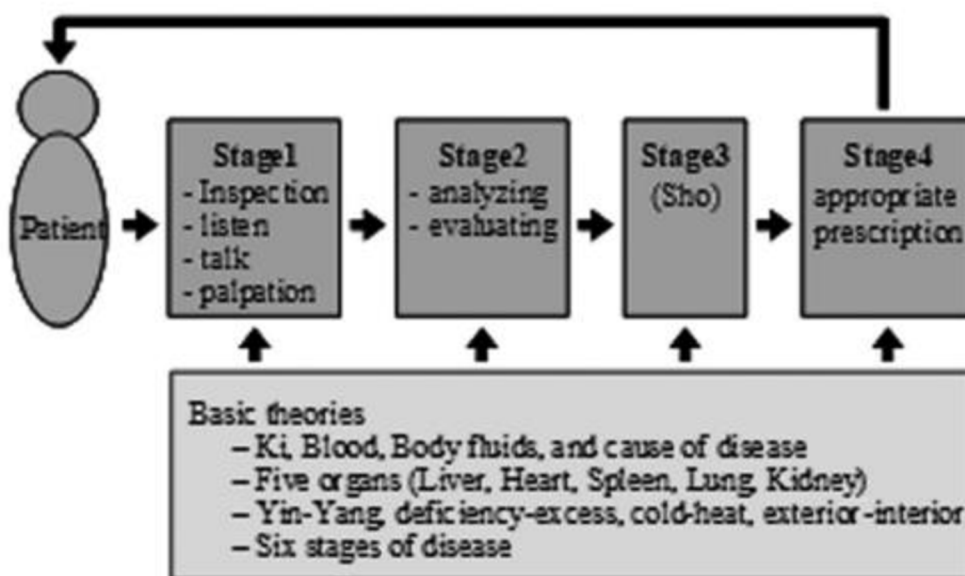 Patient
Stage1
- Inspection
- listen
- talk
- palpation
Stage2
- analyzing
- evaluating
Stage3
(Sho)
Stage4
appropriate
prescription
Basic theories
– Ki, Blood, Body fluids, and cause of disease
– Five organs (Liver, Heart, Spleen, Lung, Kidney)
– Yin-Yang, deficiency-excess, cold-heat, exterior-interior
– Six stages of disease